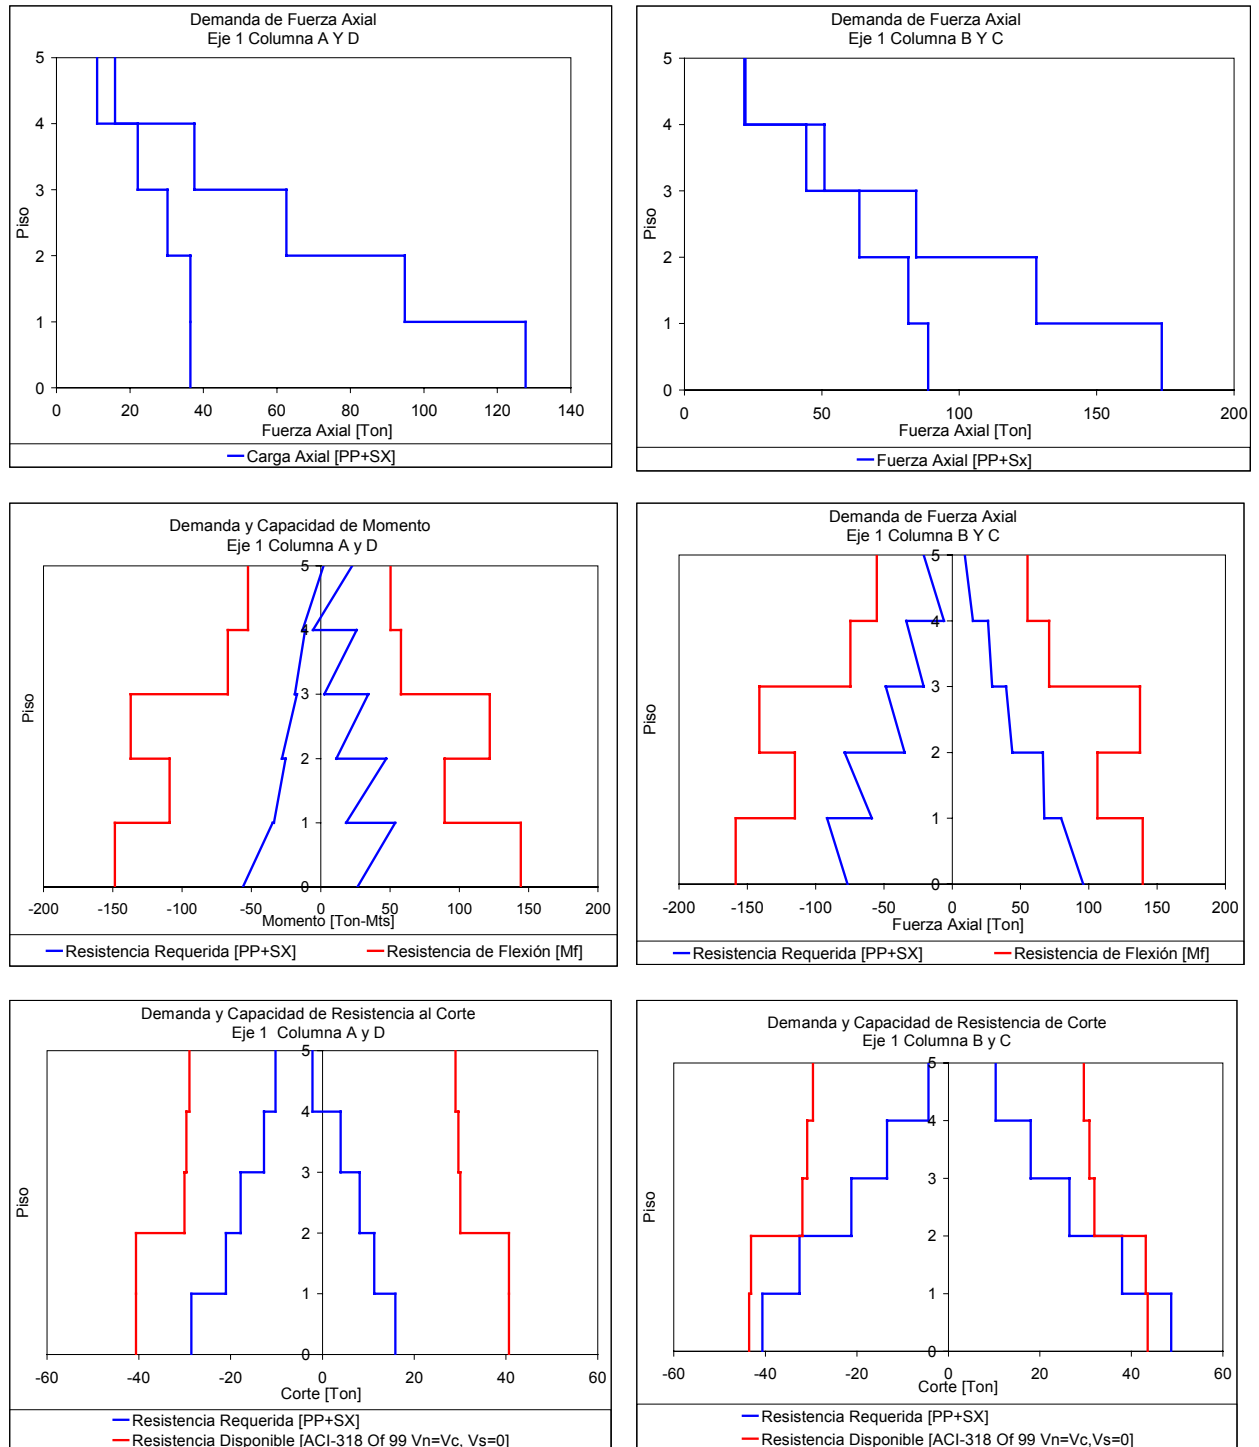 Demanda de Fuerza Axial
Eje 1 Columna A Y D
5
4
3
2
1
0
Piso
0 20 40 60 80 100 120 140
Fuerza Axial [Ton]
Carga Axial [PP+SX]
Demanda de Fuerza Axial
Eje 1 Columna B Y C
5
4
3
2
1
0
Piso
0 50 100 150 200
Fuerza Axial [Ton]
Fuerza Axial [PP+Sx]
Demanda y Capacidad de Momento
Eje 1 Columna A y D
5
4
3
2
1
0
Piso
-200 -150 -100 -50 0 50 100 150 200
Momento [Ton-Mts]
Resistencia Requerida [PP+SX] Resistencia de Flexión [Mf]
Demanda de Fuerza Axial
Eje 1 Columna B Y C
5
4
3
2
1
0
Piso
-200 -150 -100 -50 0 50 100 150 200
Fuerza Axial [Ton]
Resistencia Requerida [PP+SX] Resistencia de Flexión [Mf]
Demanda y Capacidad de Resistencia al Corte
Eje 1 Columna A y D
5
4
3
2
1
0
Piso
-60 -40 -20 0 20 40 60
Corte [Ton]
Resistencia Requerida [PP+SX]
Resistencia Disponible [ACI-318 Of 99 Vn=Vc, Vs=0]
Demanda y Capacidad de Resistencia de Corte
Eje 1 Columna B y C
5
4
3
2
1
0
Piso
-60 -40 -20 0 20 40 60
Corte [Ton]
Resistencia Requerida [PP+SX]
Resistencia Disponible [ACI-318 Of 99 Vn=Vc,Vs=0]